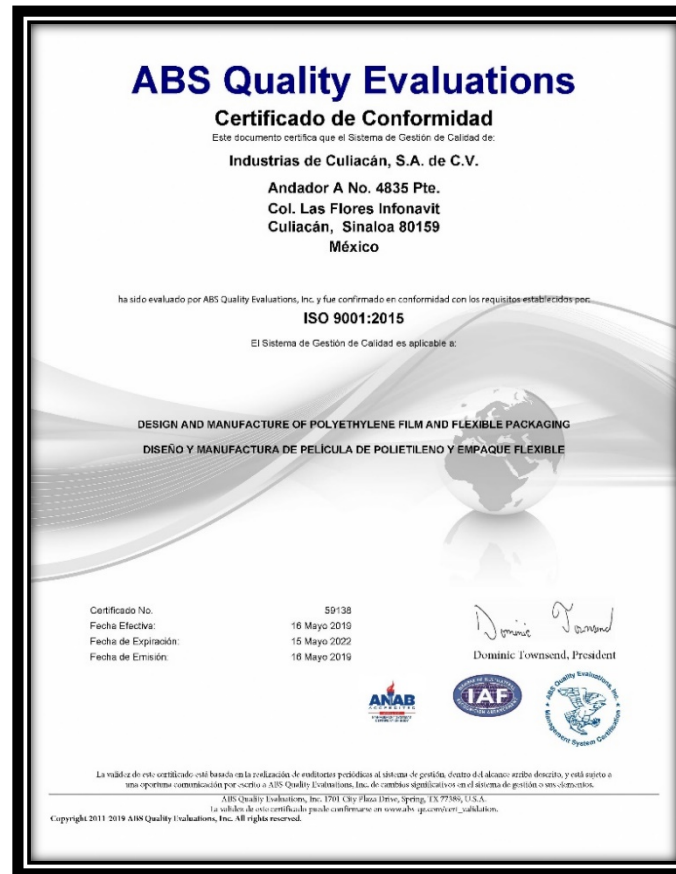 ABS Quality Evaluations
Certificado de Conformidad
Este documento certifica que el Sistema de Gestión de Calidad de:
Industrias de Culiacán, S.A. de C.V.
Andador A No. 4835 Pte.
Col. Las Flores Infonavit
Culiacán, Sinaloa 80159
México
ha sido evaluado por ABS Quality Evaluations, Inc. y fue confirmado en conformidad con los requisitos establecidos por:
ISO 9001:2015
El Sistema de Gestión de Calidad es aplicable a:
DESIGN AND MANUFACTURE OF POLYETHYLENE FILM AND FLEXIBLE PACKAGING
DISEÑO Y MANUFACTURA DE PELÍCULA DE POLIETILENO Y EMPAQUE FLEXIBLE
Certificado No. 59138
Fecha Efectiva: 16 Mayo 2019
Fecha de Expiración: 15 Mayo 2022
Fecha de Emisión: 16 Mayo 2019
Dominic Townsend
Dominic Townsend, President
ANAB
ACCREDITED
IAF
ABS Quality Evaluations, Inc.
Management System Certification
La validez de este certificado está basada en la realización de auditorías periódicas al sistema de gestión, dentro del alcance arriba descrito, y está sujeto a
una oportuna comunicación por escrito a ABS Quality Evaluations, Inc. de cambios significativos en el sistema de gestión o sus elementos.
ABS Quality Evaluations, Inc. 1701 City Plaza Drive, Spring, TX 77389, U.S.A.
La validez de este certificado puede confirmarse en www.abs-qe.com/cert_validation.
Copyright 2011-2019 ABS Quality Evaluations, Inc. All rights reserved.